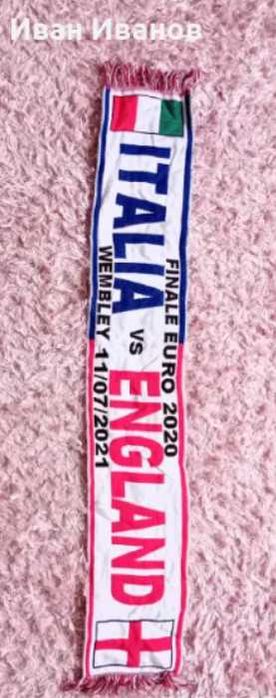 Иван Иванов
FINALE EURO 2020
ITALIA VS ENGLAND
WEMBLEY 11/07/2021